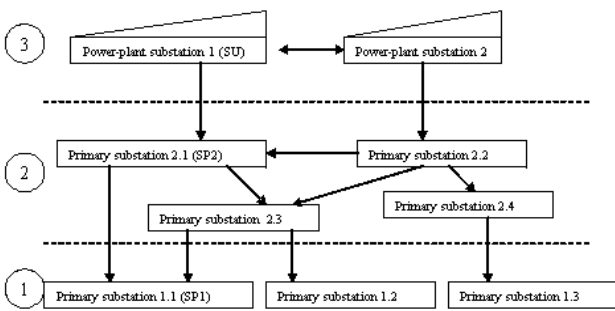 3
Power-plant substation 1 (SU)
Power-plant substation 2
2
Primary substation 2.1 (SP2)
Primary substation 2.2
Primary substation 2.3
Primary substation 2.4
1
Primary substation 1.1 (SP1)
Primary substation 1.2
Primary substation 1.3